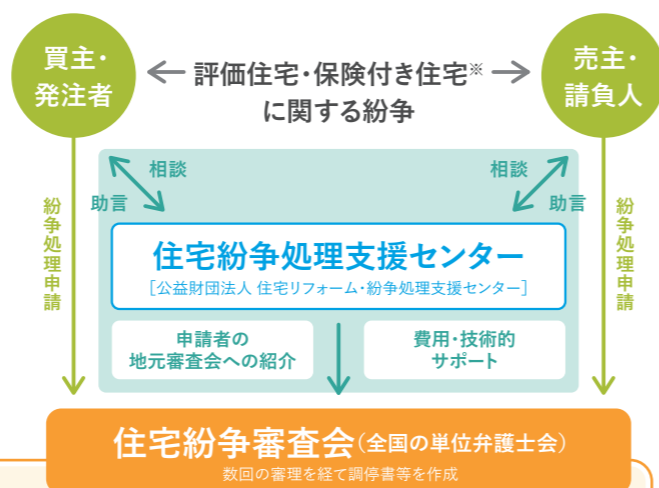 買主・
発注者
評価住宅・保険付き住宅※
に関する紛争
売主・
請負人
相談
助言
相談
助言
紛争処理申請
紛争処理申請
住宅紛争処理支援センター
［公益財団法人 住宅リフォーム・紛争処理支援センター］
申請者の
地元審査会への紹介
費用・技術的
サポート
住宅紛争審査会（全国の単位弁護士会）
数回の審理を経て調停書等を作成